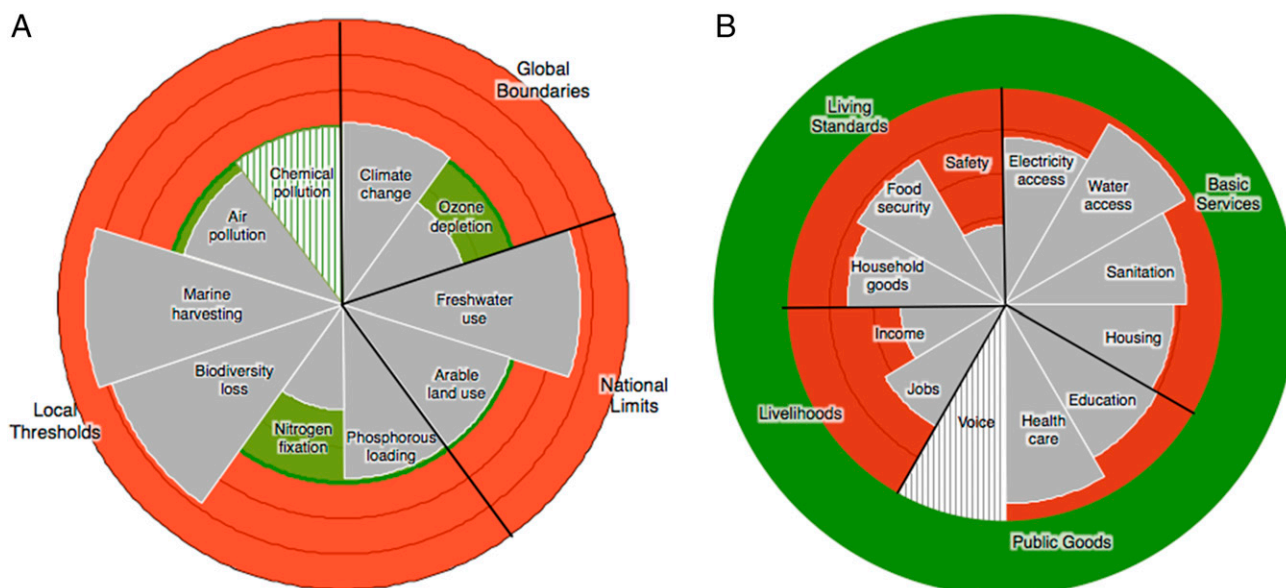 A
Global
Boundaries
Chemical
pollution
Climate
change
Ozone
depletion
Air
pollution
Marine
harvesting
Freshwater
use
Biodiversity
loss
Arable
land use
National
Limits
Local
Thresholds
Nitrogen
fixation
Phosphorous
loading
B
Living
Standards
Safety
Electricity
access
Water
access
Basic
Services
Food
security
Sanitation
Household
goods
Income
Housing
Jobs
Education
Livelihoods
Voice
Health
care
Public Goods